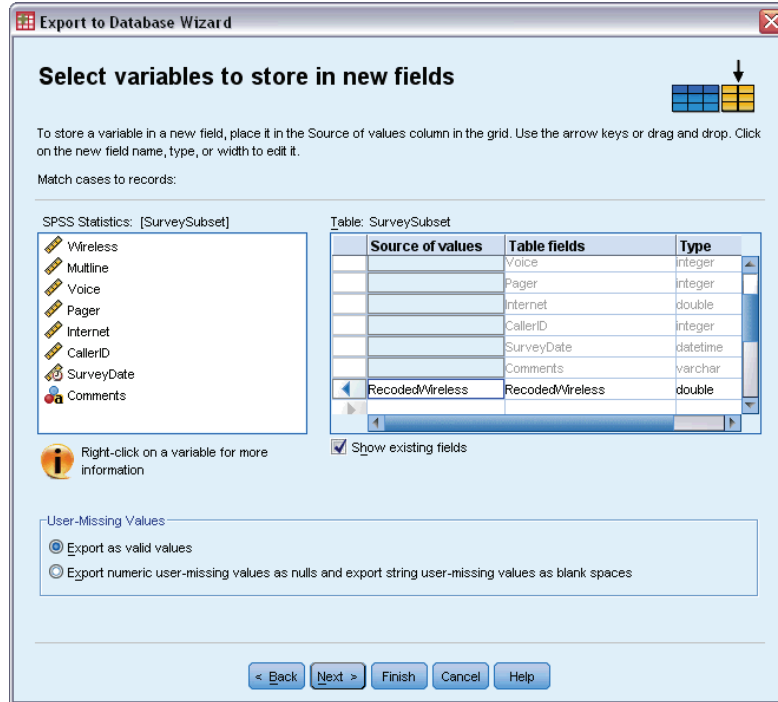 Export to Database Wizard
Select variables to store in new fields
To store a variable in a new field, place it in the Source of values column in the grid. Use the arrow keys or drag and drop. Click
on the new field name, type, or width to edit it.
Match cases to records:
SPSS Statistics: [SurveySubset]
Wireless
Multline
Voice
Pager
Internet
CallerID
SurveyDate
Comments
Right-click on a variable for more
information
Table: SurveySubset
Source of values Table fields Type
Voice integer
Pager integer
Internet double
CallerID integer
SurveyDate datetime
Comments varchar
RecodedWireless RecodedWireless double
Show existing fields
User-Missing Values
Export as valid values
Export numeric user-missing values as nulls and export string user-missing values as blank spaces
< Back Next > Finish Cancel Help